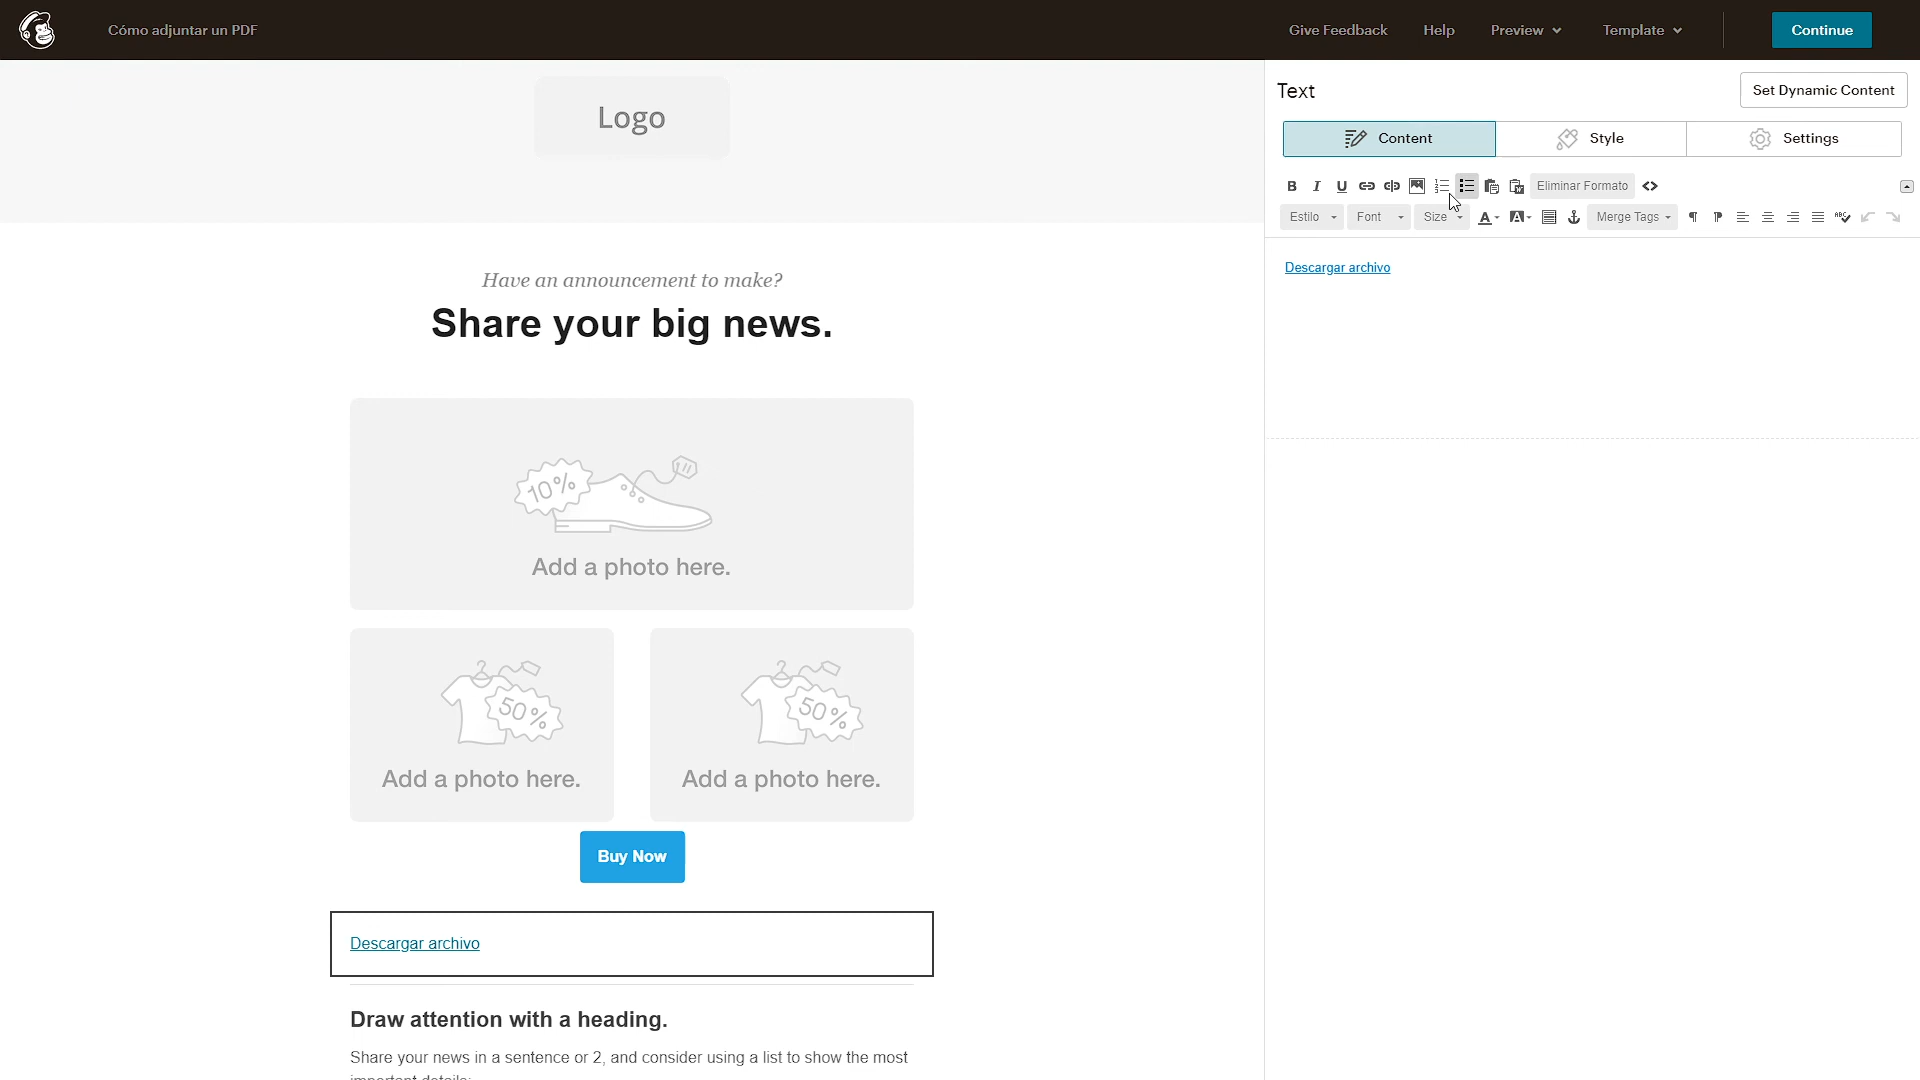 Cómo adjuntar un PDF
Give Feedback
Help
Preview
Template
Continue
Text
Set Dynamic Content
Content
Style
Settings
B I U
Eliminar Formato
Estilo
Font
Size
A
A
Merge Tags
ABC
Descargar archivo
Logo
Have an announcement to make?
Share your big news.
10%
Add a photo here.
50%
Add a photo here.
50%
Add a photo here.
Buy Now
Descargar archivo
Draw attention with a heading.
Share your news in a sentence or 2, and consider using a list to show the most
important details: